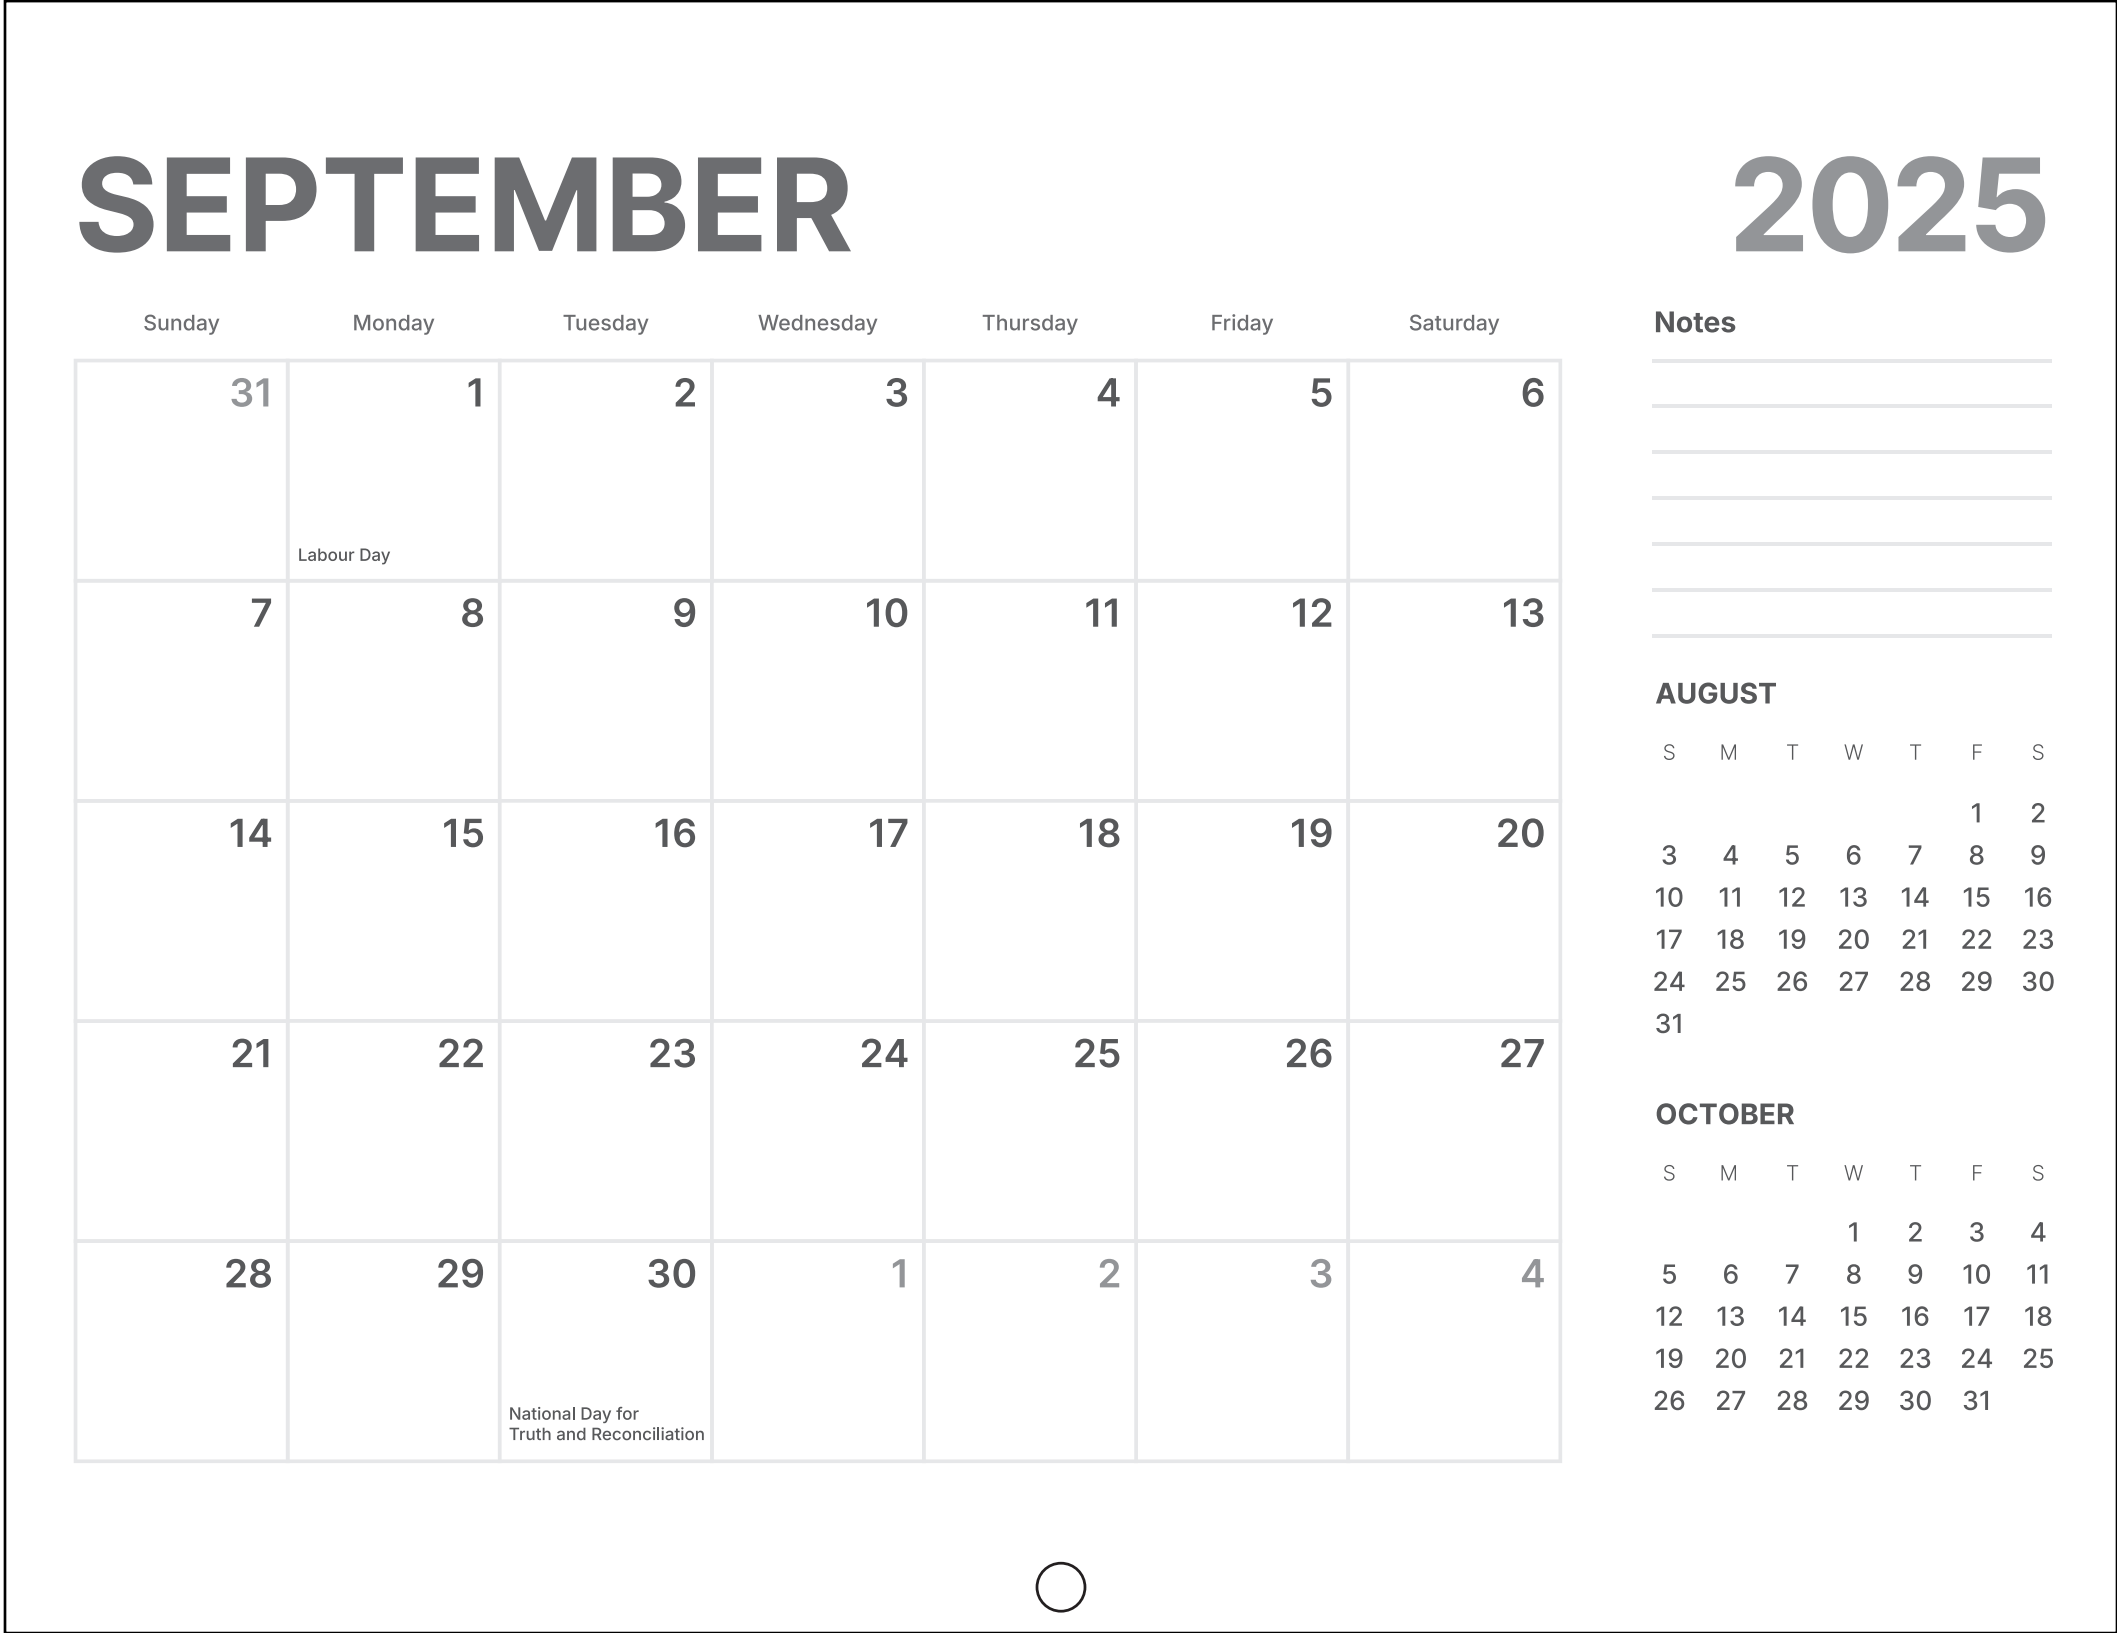 SEPTEMBER 2025
Sunday Monday Tuesday Wednesday Thursday Friday Saturday
31 1 2 3 4 5 6
Labour Day
7 8 9 10 11 12 13
14 15 16 17 18 19 20
21 22 23 24 25 26 27
28 29 30 1 2 3 4
National Day for
Truth and Reconciliation
Notes
AUGUST
S M T W T F S
1 2
3 4 5 6 7 8 9
10 11 12 13 14 15 16
17 18 19 20 21 22 23
24 25 26 27 28 29 30
31
OCTOBER
S M T W T F S
1 2 3 4
5 6 7 8 9 10 11
12 13 14 15 16 17 18
19 20 21 22 23 24 25
26 27 28 29 30 31